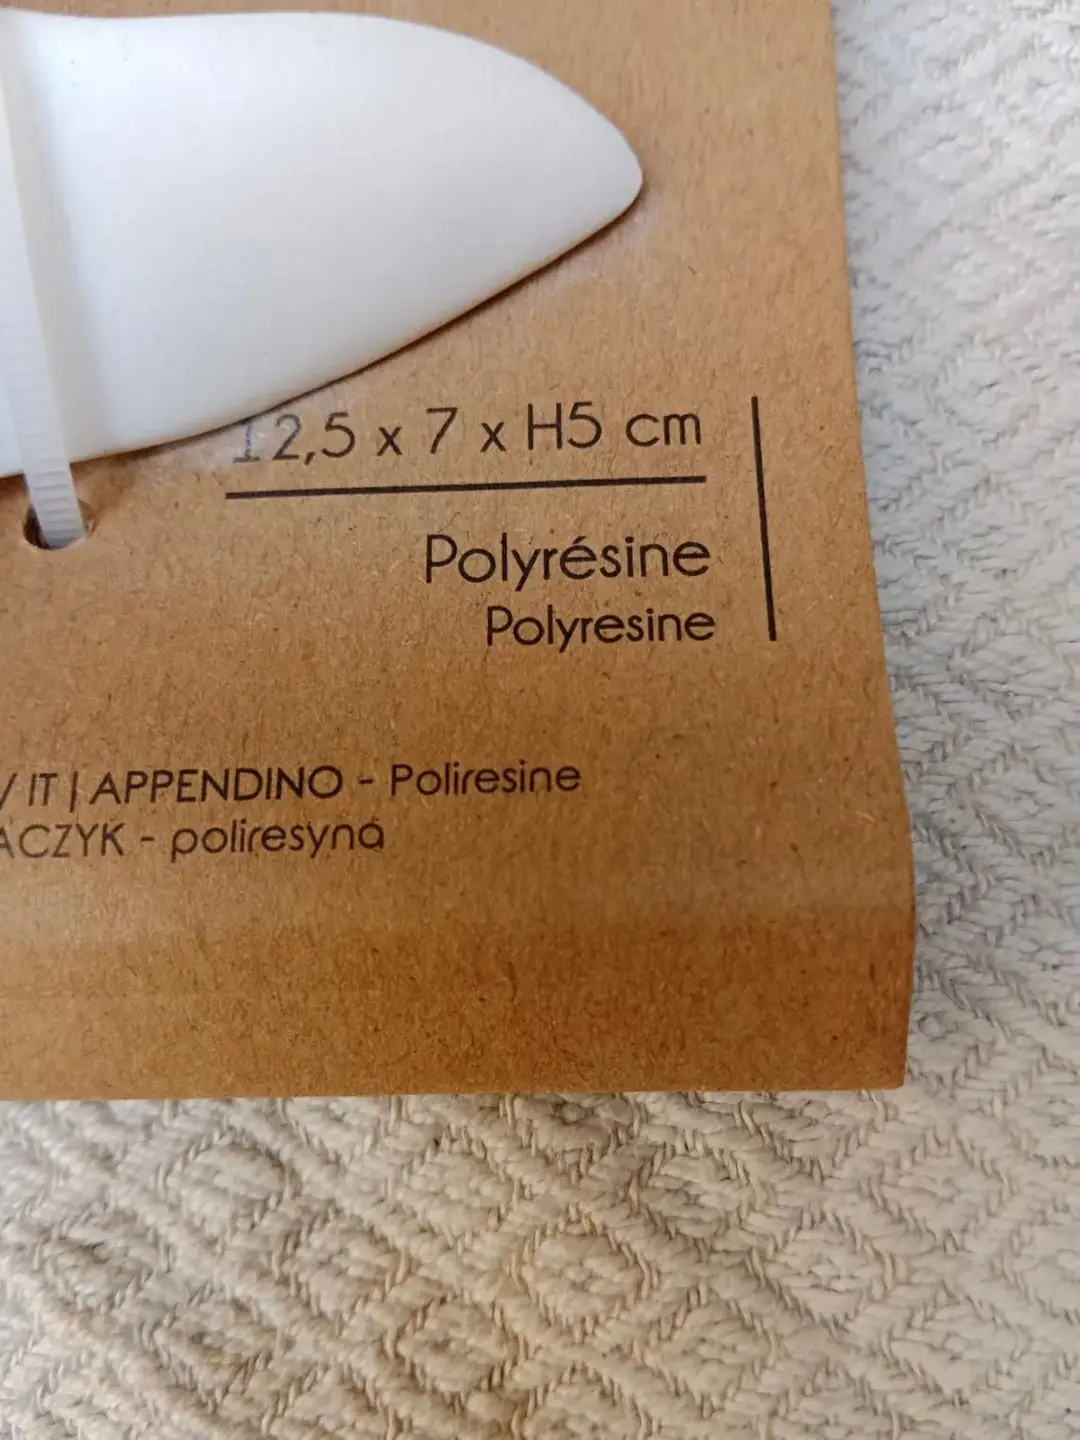 12,5 x 7 x H5 cm
Polyrésine
Polyresine
/ IT | APPENDINO - Poliresine
ACZYK - poliresyna